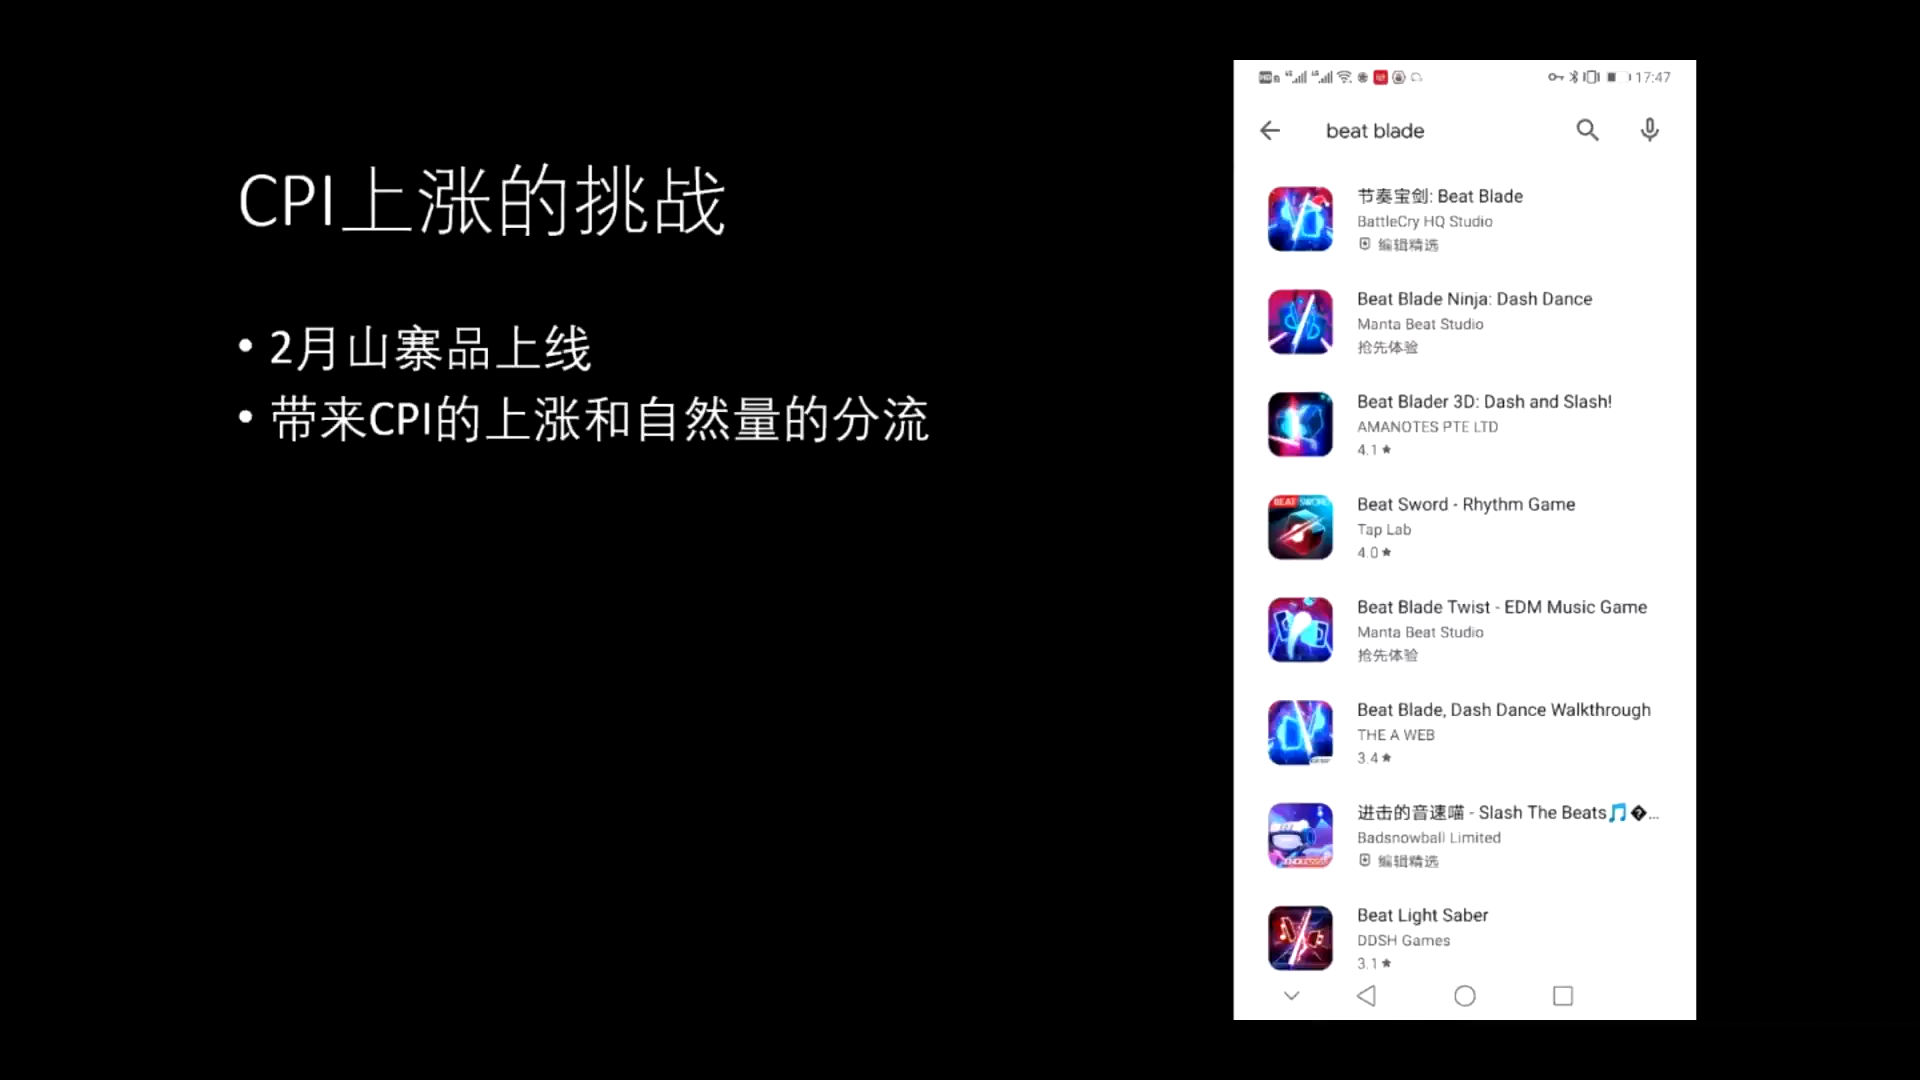 CPI上涨的挑战
• 2月山寨品上线
• 带来CPI的上涨和自然量的分流
17:47
beat blade
节奏宝剑: Beat Blade
BattleCry HQ Studio
编辑精选
Beat Blade Ninja: Dash Dance
Manta Beat Studio
抢先体验
Beat Blader 3D: Dash and Slash!
AMANOTES PTE LTD
4.1★
BEAT SWORD
Beat Sword - Rhythm Game
Tap Lab
4.0★
Beat Blade Twist - EDM Music Game
Manta Beat Studio
抢先体验
Beat Blade, Dash Dance Walkthrough
THE A WEB
3.4★
进击的音速喵 - Slash The Beats🎵�...
Badsnowball Limited
编辑精选
Beat Light Saber
DDSH Games
3.1★